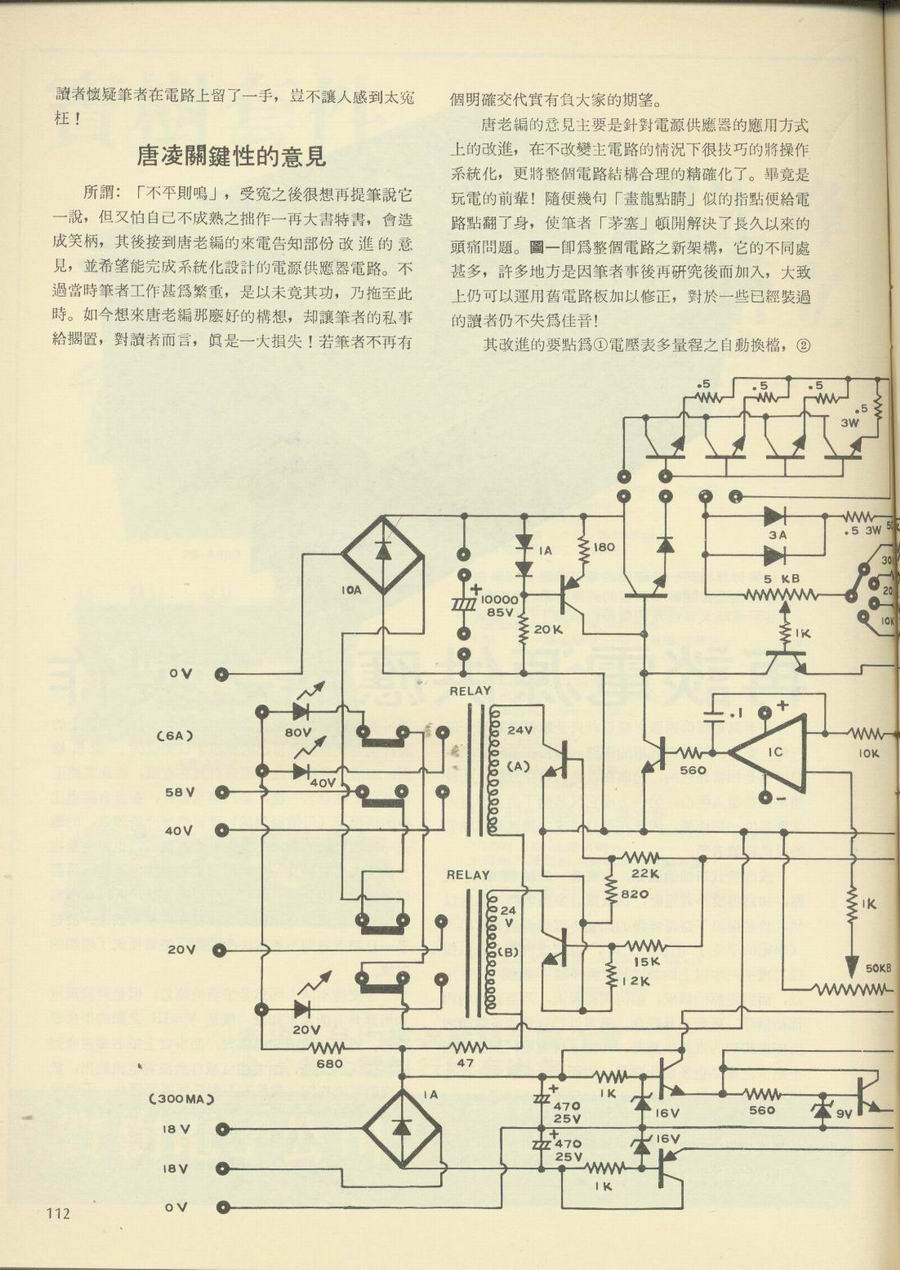 讀者懷疑筆者在電路上留了一手，豈不讓人感到太寃
枉！
唐凌關鍵性的意見
所謂：「不平則鳴」，受寃之後很想再提筆說它
一說，但又怕自己不成熟之拙作一再大書特書，會造
成笑柄，其後接到唐老編的來電告知部份改進的意
見，並希望能完成系統化設計的電源供應器電路。不
過當時筆者工作甚爲繁重，是以未竟其功，乃拖至此
時。如今想來唐老編那麽好的構想，却讓筆者的私事
給擱置，對讀者而言，眞是一大損失！若筆者不再有
個明確交代實有負大家的期望。
唐老編的意見主要是針對電源供應器的應用方式
上的改進，在不改變主電路的情況下很技巧的將操作
系統化，更將整個電路結構合理的精確化了。畢竟是
玩電的前輩！隨便幾句「畫龍點睛」似的指點便給電
路點翻了身，使筆者「茅塞」頓開解決了長久以來的
頭痛問題。圖一卽爲整個電路之新架構，它的不同處
甚多，許多地方是因筆者事後再研究後而加入，大致
上仍可以運用舊電路板加以修正，對於一些已經裝過
的讀者仍不失爲佳音！
其改進的要點爲①電壓表多量程之自動換檔，②
.5
.5
.5
.5
3W
3A
.5 3W
10A
1A
180
10000
85V
20K
5 KB
30
20
10K
1K
0V
(6A)
58V
40V
20V
80V
40V
20V
RELAY
24V
(A)
RELAY
24
V
(B)
.1
+
IC
-
560
10K
22K
820
15K
1.2K
1K
50KB
680
47
(300MA)
18V
18V
0V
1A
+
470
25V
+
470
25V
1K
16V
16V
1K
560
9V
112